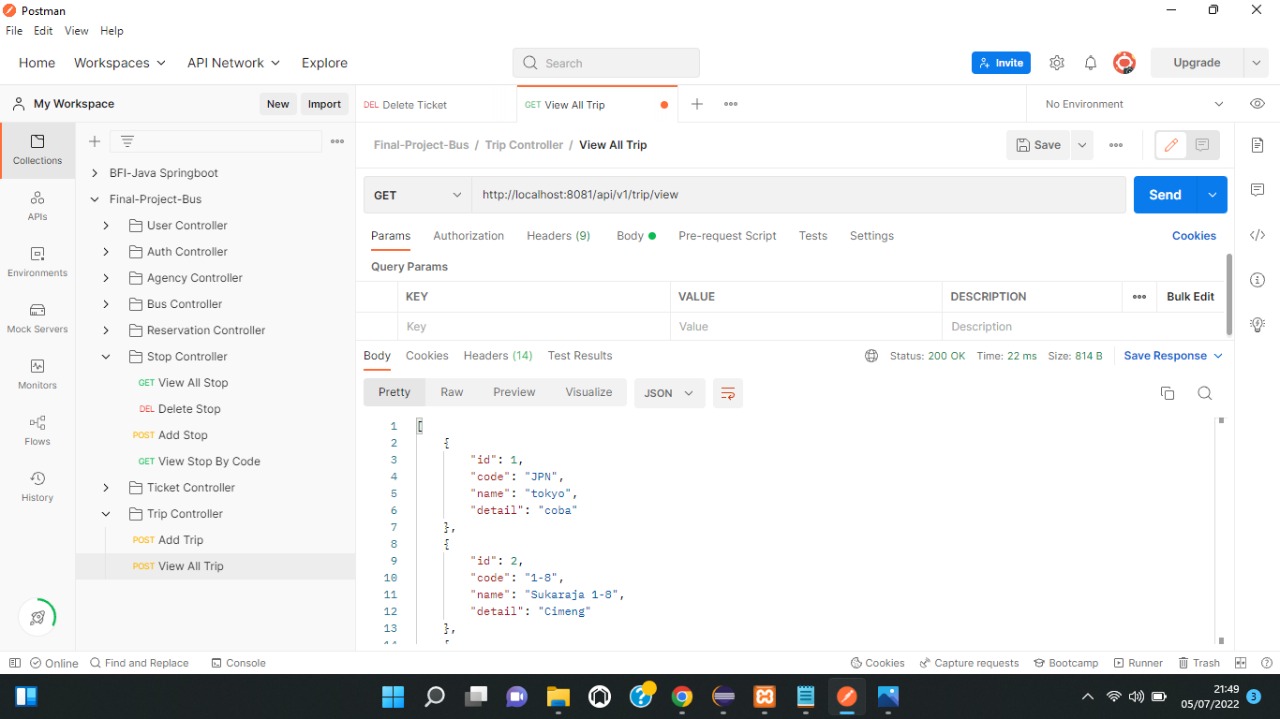 Postman
File Edit View Help
Home Workspaces API Network Explore Search Invite Upgrade
My Workspace New Import DEL Delete Ticket GET View All Trip No Environment
Collections
APIs
Environments
Mock Servers
Monitors
Flows
History
BFI-Java Springboot
Final-Project-Bus
User Controller
Auth Controller
Agency Controller
Bus Controller
Reservation Controller
Stop Controller
GET View All Stop
DEL Delete Stop
POST Add Stop
GET View Stop By Code
Ticket Controller
Trip Controller
POST Add Trip
POST View All Trip
Final-Project-Bus / Trip Controller / View All Trip Save
GET http://localhost:8081/api/v1/trip/view Send
Params Authorization Headers (9) Body Pre-request Script Tests Settings Cookies
Query Params
KEY VALUE DESCRIPTION Bulk Edit
Key Value Description
Body Cookies Headers (14) Test Results Status: 200 OK Time: 22 ms Size: 814 B Save Response
Pretty Raw Preview Visualize JSON
1 [
2 {
3 "id": 1,
4 "code": "JPN",
5 "name": "tokyo",
6 "detail": "coba"
7 },
8 {
9 "id": 2,
10 "code": "1-8",
11 "name": "Sukaraja 1-8",
12 "detail": "Cimeng"
13 },
Online Find and Replace Console Cookies Capture requests Bootcamp Runner Trash
21:49
05/07/2022
3